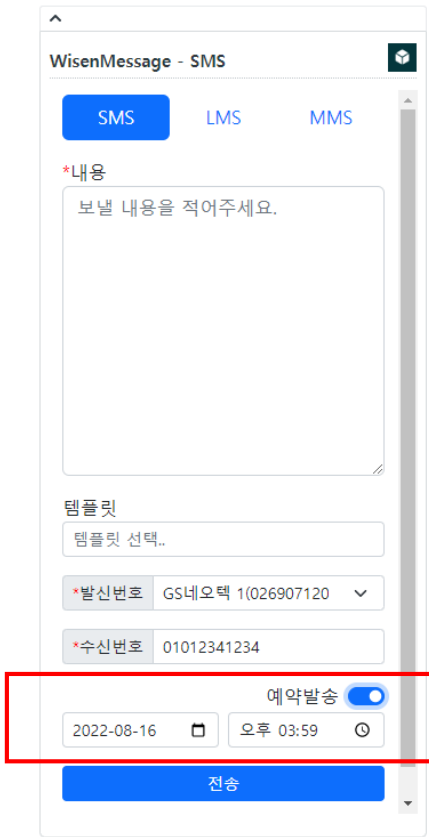 WisenMessage - SMS
SMS LMS MMS
*내용
보낼 내용을 적어주세요.
템플릿
템플릿 선택..
*발신번호 GS네오텍 1(026907120
*수신번호 01012341234
예약발송
2022-08-16 오후 03:59
전송